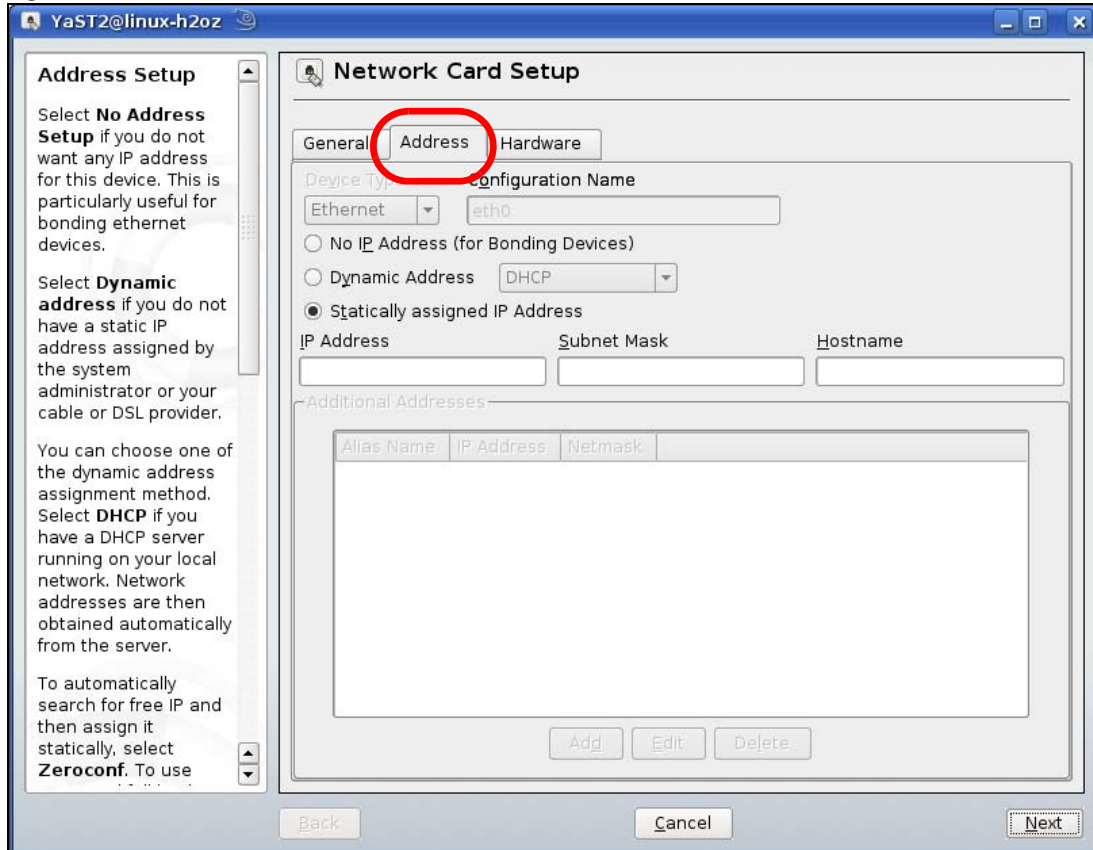 YaST2@linux-h2oz
Address Setup
Select No Address
Setup if you do not
want any IP address
for this device. This is
particularly useful for
bonding ethernet
devices.
Select Dynamic
address if you do not
have a static IP
address assigned by
the system
administrator or your
cable or DSL provider.
You can choose one of
the dynamic address
assignment method.
Select DHCP if you
have a DHCP server
running on your local
network. Network
addresses are then
obtained automatically
from the server.
To automatically
search for free IP and
then assign it
statically, select
Zeroconf. To use
Network Card Setup
General Address Hardware
Device Configuration Name
Ethernet eth0
No IP Address (for Bonding Devices)
Dynamic Address DHCP
Statically assigned IP Address
IP Address Subnet Mask Hostname
Additional Addresses
Alias Name IP Address Netmask
Add Edit Delete
Back Cancel Next